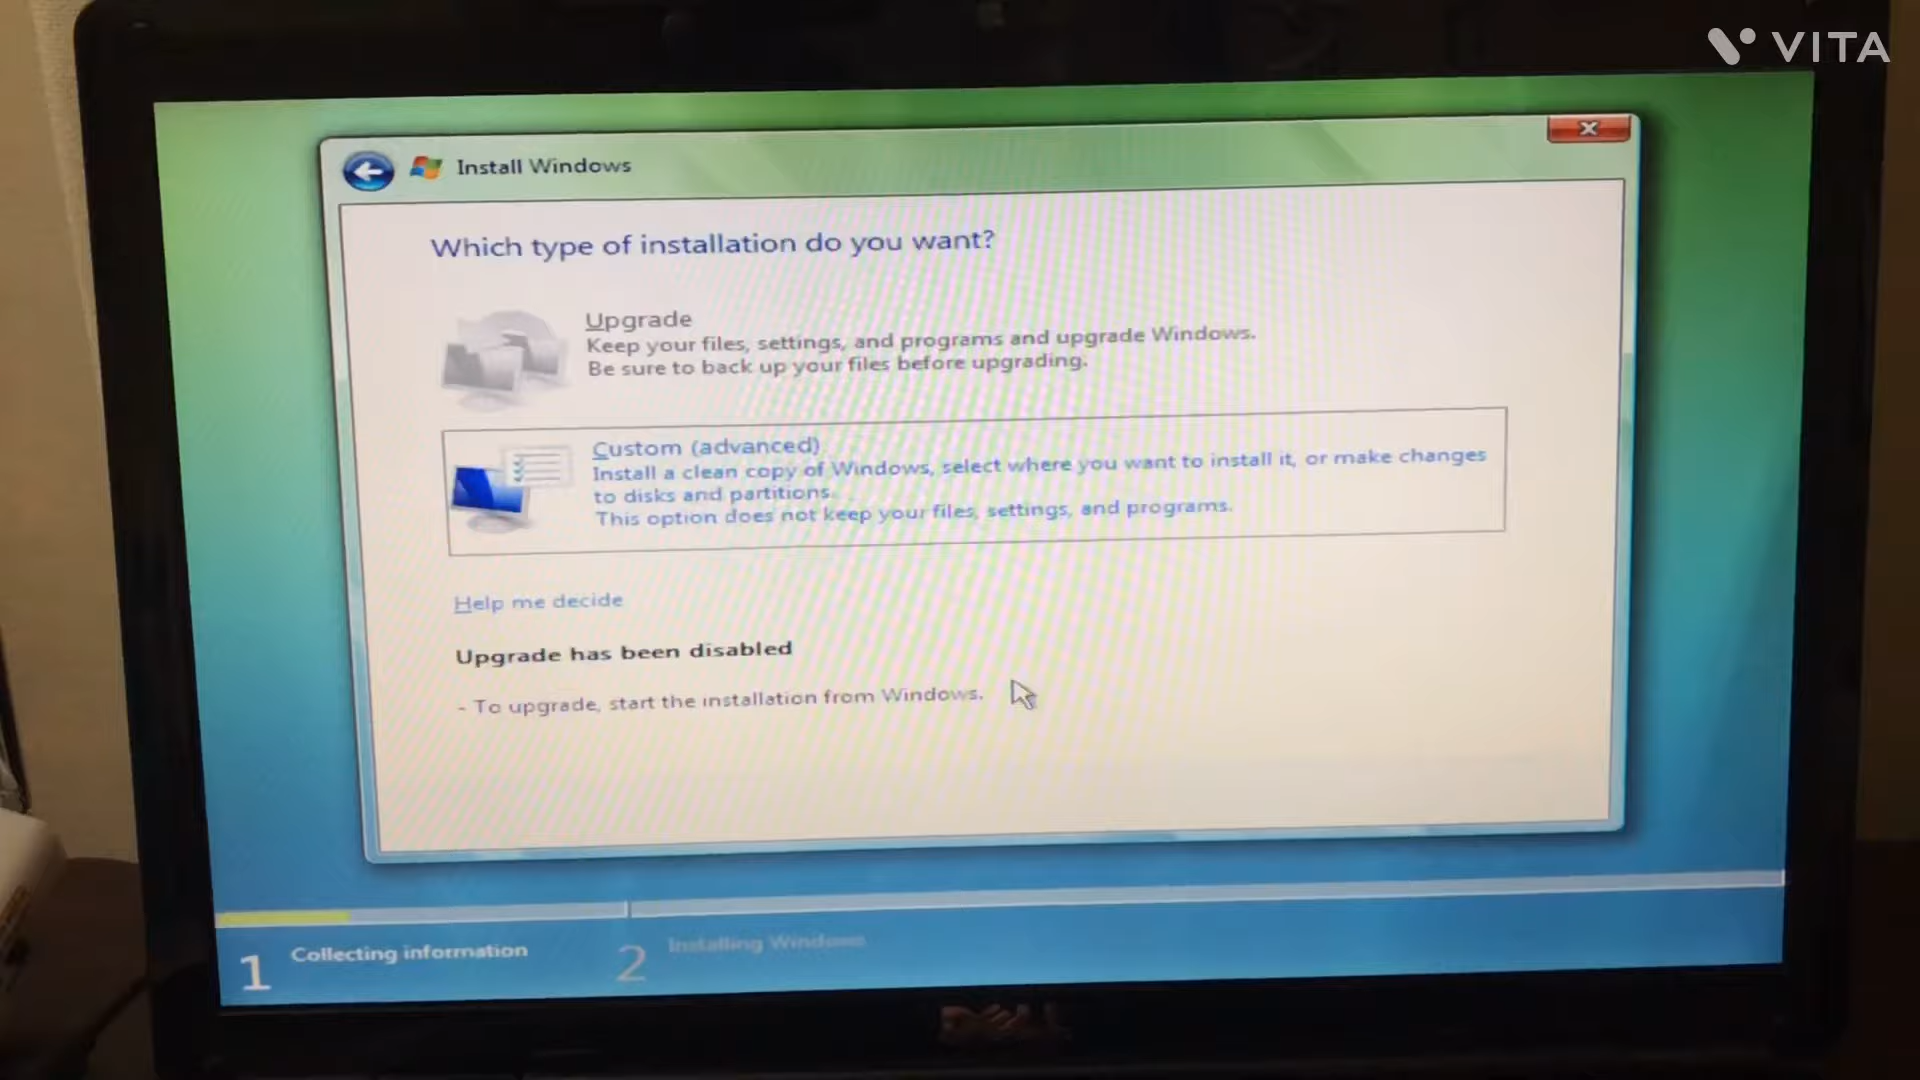 VITA
Install Windows
Which type of installation do you want?
Upgrade
Keep your files, settings, and programs and upgrade Windows.
Be sure to back up your files before upgrading.
Custom (advanced)
Install a clean copy of Windows, select where you want to install it, or make changes
to disks and partitions.
This option does not keep your files, settings, and programs.
Help me decide
Upgrade has been disabled
- To upgrade, start the installation from Windows.
1 Collecting information
2 Installing Windows